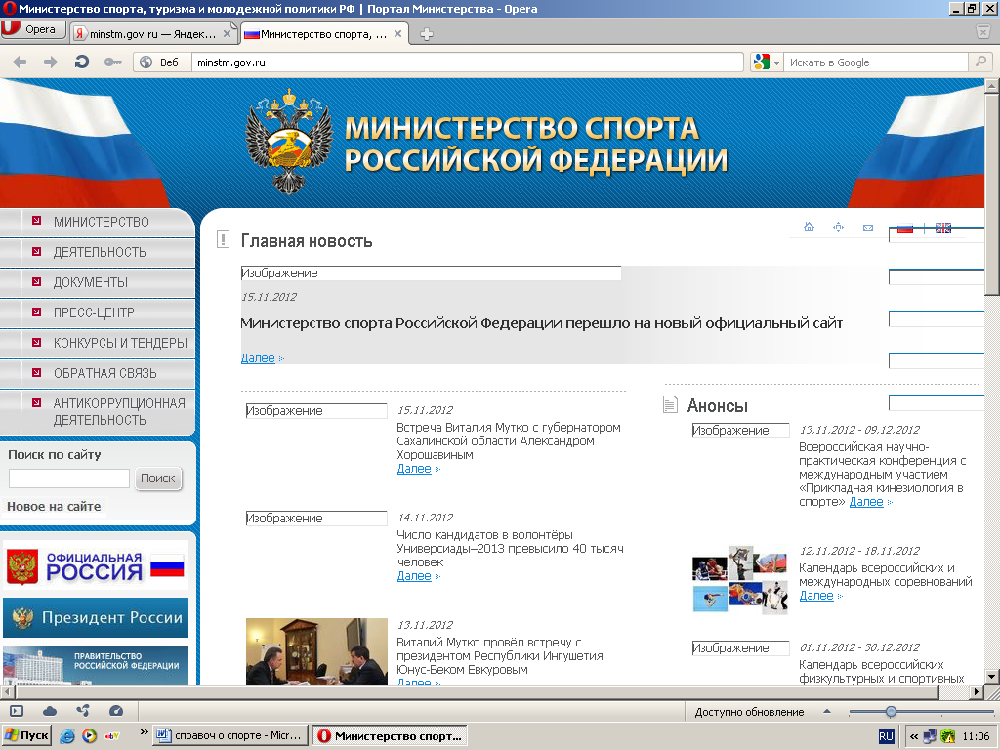 Министерство спорта, туризма и молодежной политики РФ | Портал Министерства - Opera
Opera
minstm.gov.ru — Яндек...
Министерство спорта, ...
Веб
minstm.gov.ru
Искать в Google
МИНИСТЕРСТВО СПОРТА
РОССИЙСКОЙ ФЕДЕРАЦИИ
МИНИСТЕРСТВО
ДЕЯТЕЛЬНОСТЬ
ДОКУМЕНТЫ
ПРЕСС-ЦЕНТР
КОНКУРСЫ И ТЕНДЕРЫ
ОБРАТНАЯ СВЯЗЬ
АНТИКОРРУПЦИОННАЯ
ДЕЯТЕЛЬНОСТЬ
Поиск по сайту
Поиск
Новое на сайте
ОФИЦИАЛЬНАЯ
РОССИЯ
Президент России
ПРАВИТЕЛЬСТВО
РОССИЙСКОЙ ФЕДЕРАЦИИ
Главная новость
Изображение
15.11.2012
Министерство спорта Российской Федерации перешло на новый официальный сайт
Далее
Изображение
15.11.2012
Встреча Виталия Мутко с губернатором
Сахалинской области Александром
Хорошавиным
Далее
Изображение
14.11.2012
Число кандидатов в волонтёры
Универсиады–2013 превысило 40 тысяч
человек
Далее
13.11.2012
Виталий Мутко провёл встречу с
президентом Республики Ингушетия
Юнус-Беком Евкуровым
Далее
Анонсы
Изображение
13.11.2012 - 09.12.2012
Всероссийская научно-
практическая конференция с
международным участием
«Прикладная кинезиология в
спорте» Далее
12.11.2012 - 18.11.2012
Календарь всероссийских и
международных соревнований
Далее
Изображение
01.11.2012 - 30.12.2012
Календарь всероссийских
физкультурных и спортивных
Доступно обновление
Пуск
справоч о спорте - Micr...
Министерство спорт...
RU
11:06